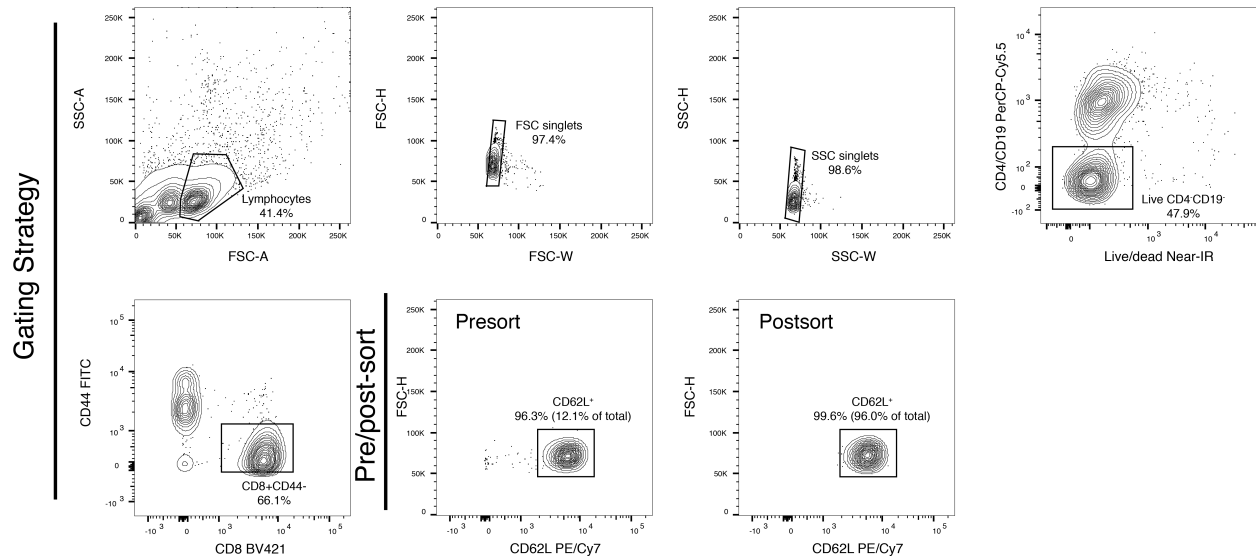 Gating Strategy
SSC-A
250K
200K
150K
100K
50K
0
Lymphocytes
41.4%
0
50K
100K
150K
200K
250K
FSC-A
FSC-H
250K
200K
150K
100K
50K
0
FSC singlets
97.4%
0
50K
100K
150K
200K
250K
FSC-W
SSC-H
250K
200K
150K
100K
50K
0
SSC singlets
98.6%
0
50K
100K
150K
200K
250K
SSC-W
CD4/CD19 PerCP-Cy5.5
10⁴
10³
10²
0
-10²
Live CD4⁻CD19⁻
47.9%
0
10³
10⁴
Live/dead Near-IR
CD44 FITC
10⁵
10⁴
10³
0
-10³
CD8+CD44-
66.1%
-10³
0
10³
10⁴
10⁵
CD8 BV421
Pre/post-sort
FSC-H
250K
200K
150K
100K
50K
0
Presort
CD62L⁺
96.3% (12.1% of total)
-10³
0
10³
10⁴
10⁵
CD62L PE/Cy7
FSC-H
250K
200K
150K
100K
50K
0
Postsort
CD62L⁺
99.6% (96.0% of total)
-10³
0
10³
10⁴
10⁵
CD62L PE/Cy7